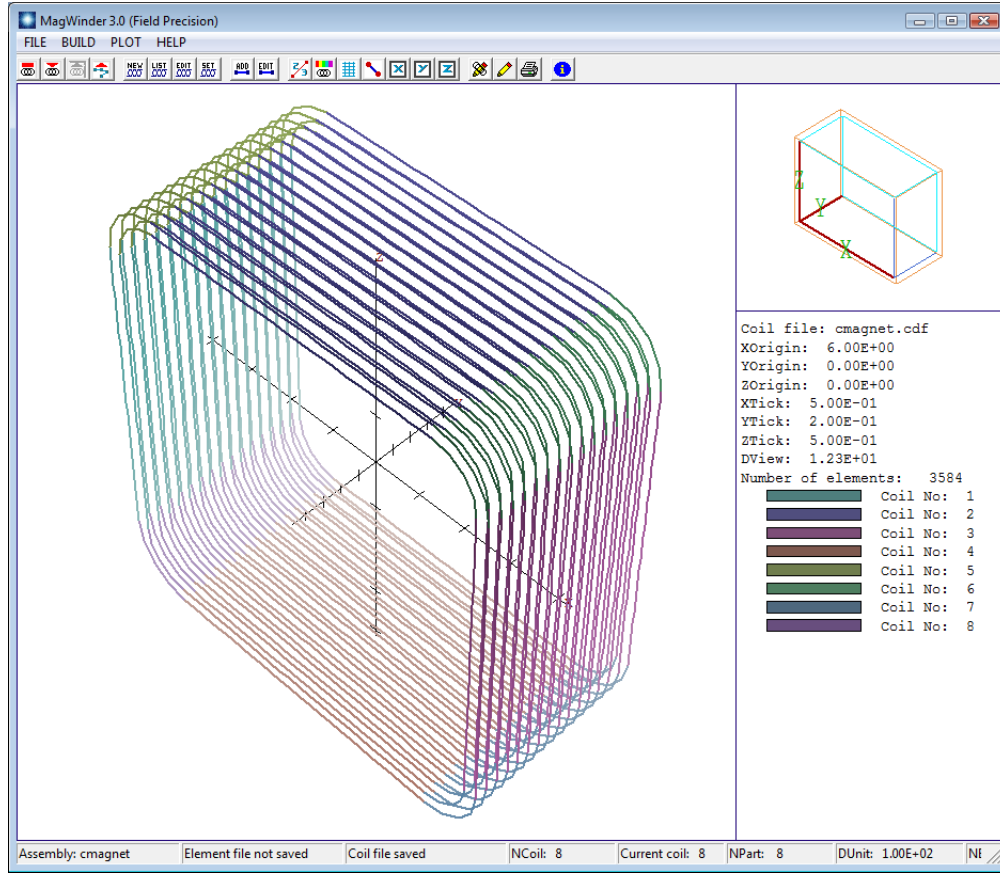 MagWinder 3.0 (Field Precision)
FILE BUILD PLOT HELP
NEW LIST EDIT SET ADD EDIT 2/3 X Y Z i
Z
Y
X
z
x
Coil file: cmagnet.cdf
XOrigin: 6.00E+00
YOrigin: 0.00E+00
ZOrigin: 0.00E+00
XTick: 5.00E-01
YTick: 2.00E-01
ZTick: 5.00E-01
DView: 1.23E+01
Number of elements: 3584
Coil No: 1
Coil No: 2
Coil No: 3
Coil No: 4
Coil No: 5
Coil No: 6
Coil No: 7
Coil No: 8
Assembly: cmagnet Element file not saved Coil file saved NCoil: 8 Current coil: 8 NPart: 8 DUnit: 1.00E+02